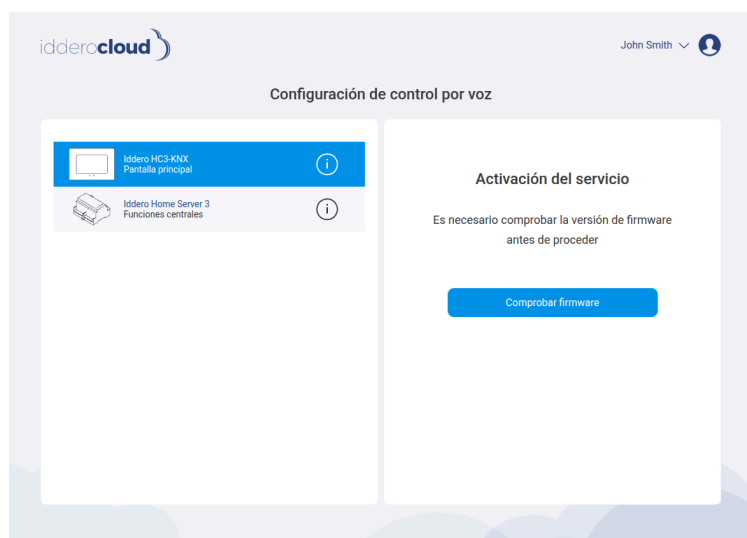 idderocloud
John Smith
Configuración de control por voz
Iddero HC3-KNX
Pantalla principal
i
Iddero Home Server 3
Funciones centrales
i
Activación del servicio
Es necesario comprobar la versión de firmware
antes de proceder
Comprobar firmware